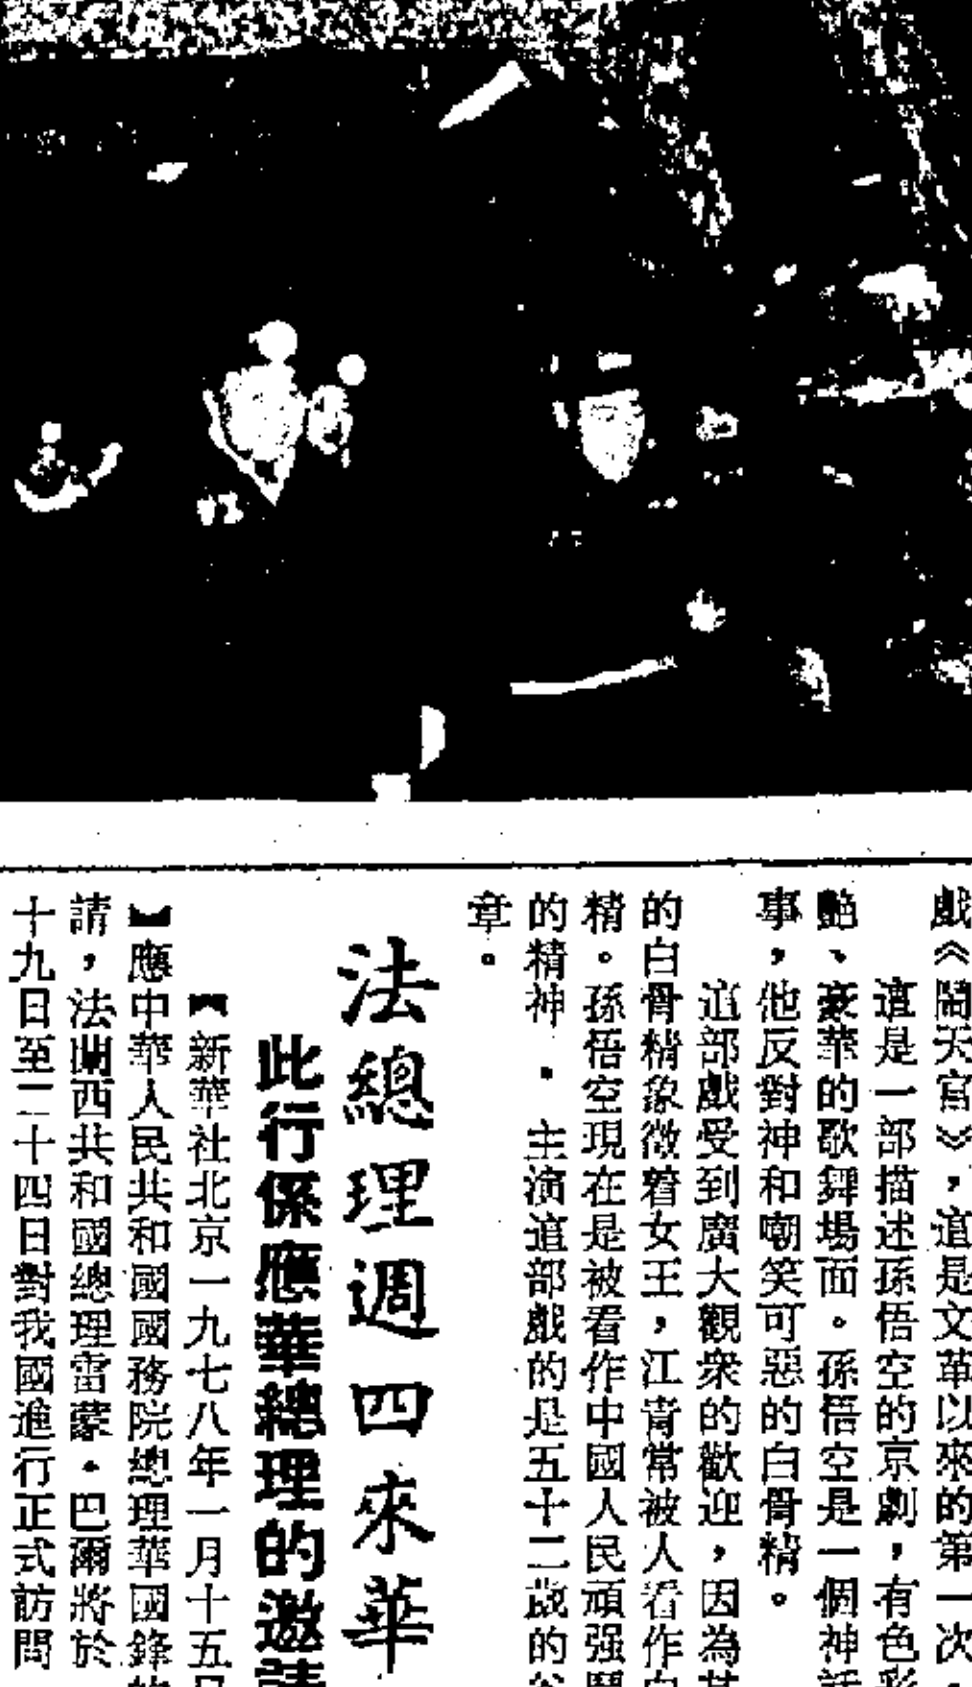 戲《鬧天宮》，這是文革以來的第一次，
這是一部描述孫悟空的京劇，有色彩
艷、豪華的歌舞場面。孫悟空是一個神話
事，他反對神和嘲笑可惡的白骨精。
這部戲受到廣大觀衆的歡迎，因為其
的白骨精象徵着女王，江青常被人看作白
精。孫悟空現在是被看作中國人民頑强鬥
的精神．主演這部戲的是五十二歲的
章。
法總理週四來華
此行係應華總理的邀請
【新華社北京一九七八年一月十五日
】應中華人民共和國國務院總理華國鋒的
請，法蘭西共和國總理雷蒙・巴爾將於
十九日至二十四日對我國進行正式訪問